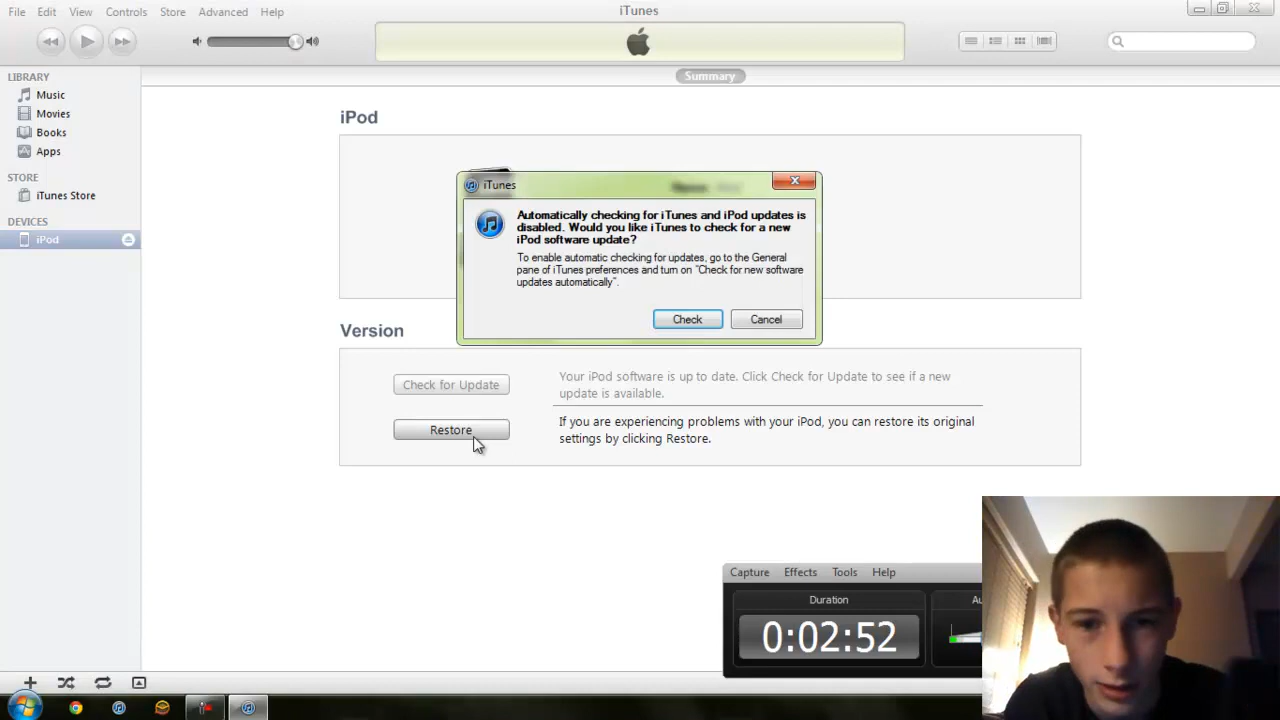 File Edit View Controls Store Advanced Help
iTunes
Summary
LIBRARY
Music
Movies
Books
Apps
STORE
iTunes Store
DEVICES
iPod
iPod
iTunes
Automatically checking for iTunes and iPod updates is
disabled. Would you like iTunes to check for a new
iPod software update?
To enable automatic checking for updates, go to the General
pane of iTunes preferences and turn on "Check for new software
updates automatically".
Check Cancel
Version
Check for Update
Your iPod software is up to date. Click Check for Update to see if a new
update is available.
Restore
If you are experiencing problems with your iPod, you can restore its original
settings by clicking Restore.
Capture Effects Tools Help
Duration
0:02:52